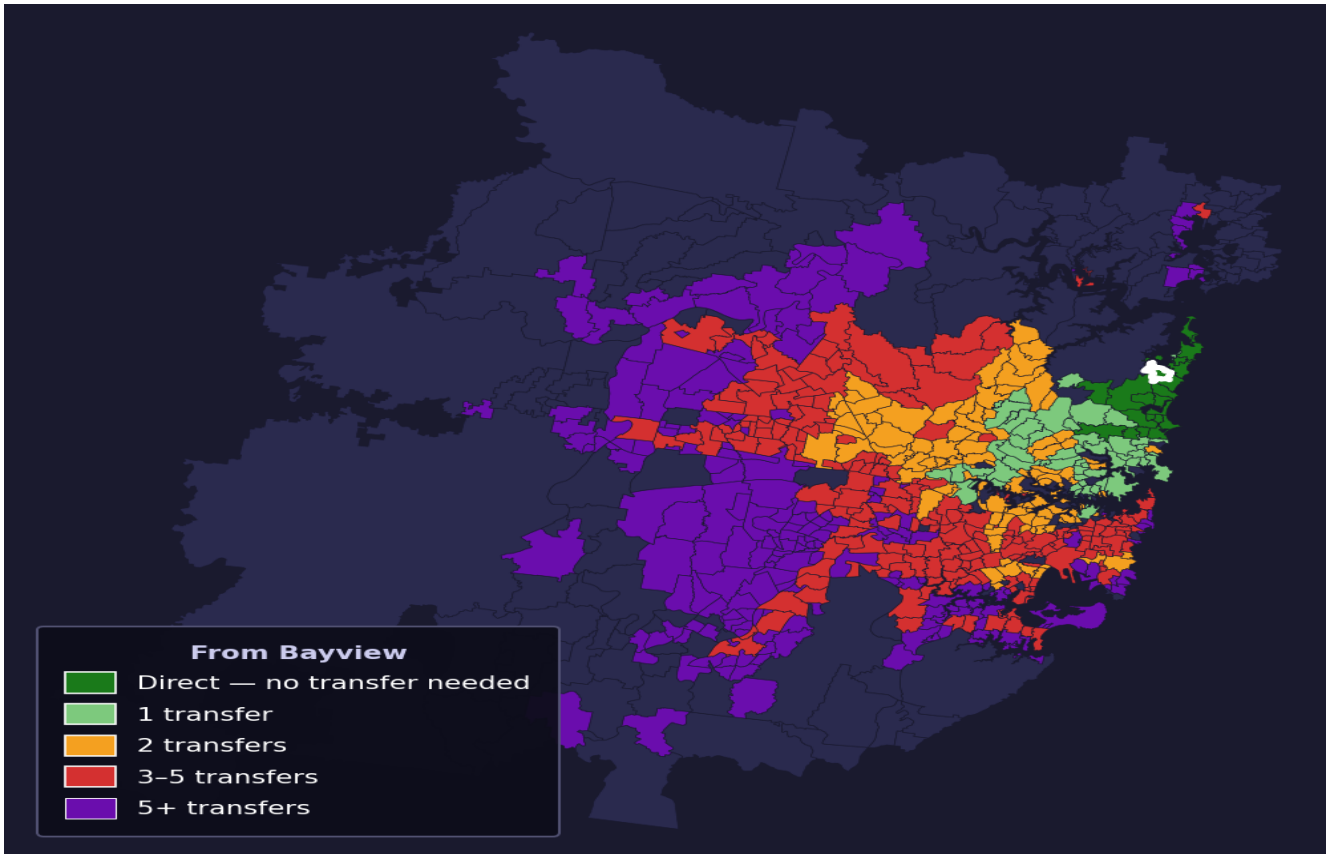 From Bayview
Direct — no transfer needed
1 transfer
2 transfers
3–5 transfers
5+ transfers